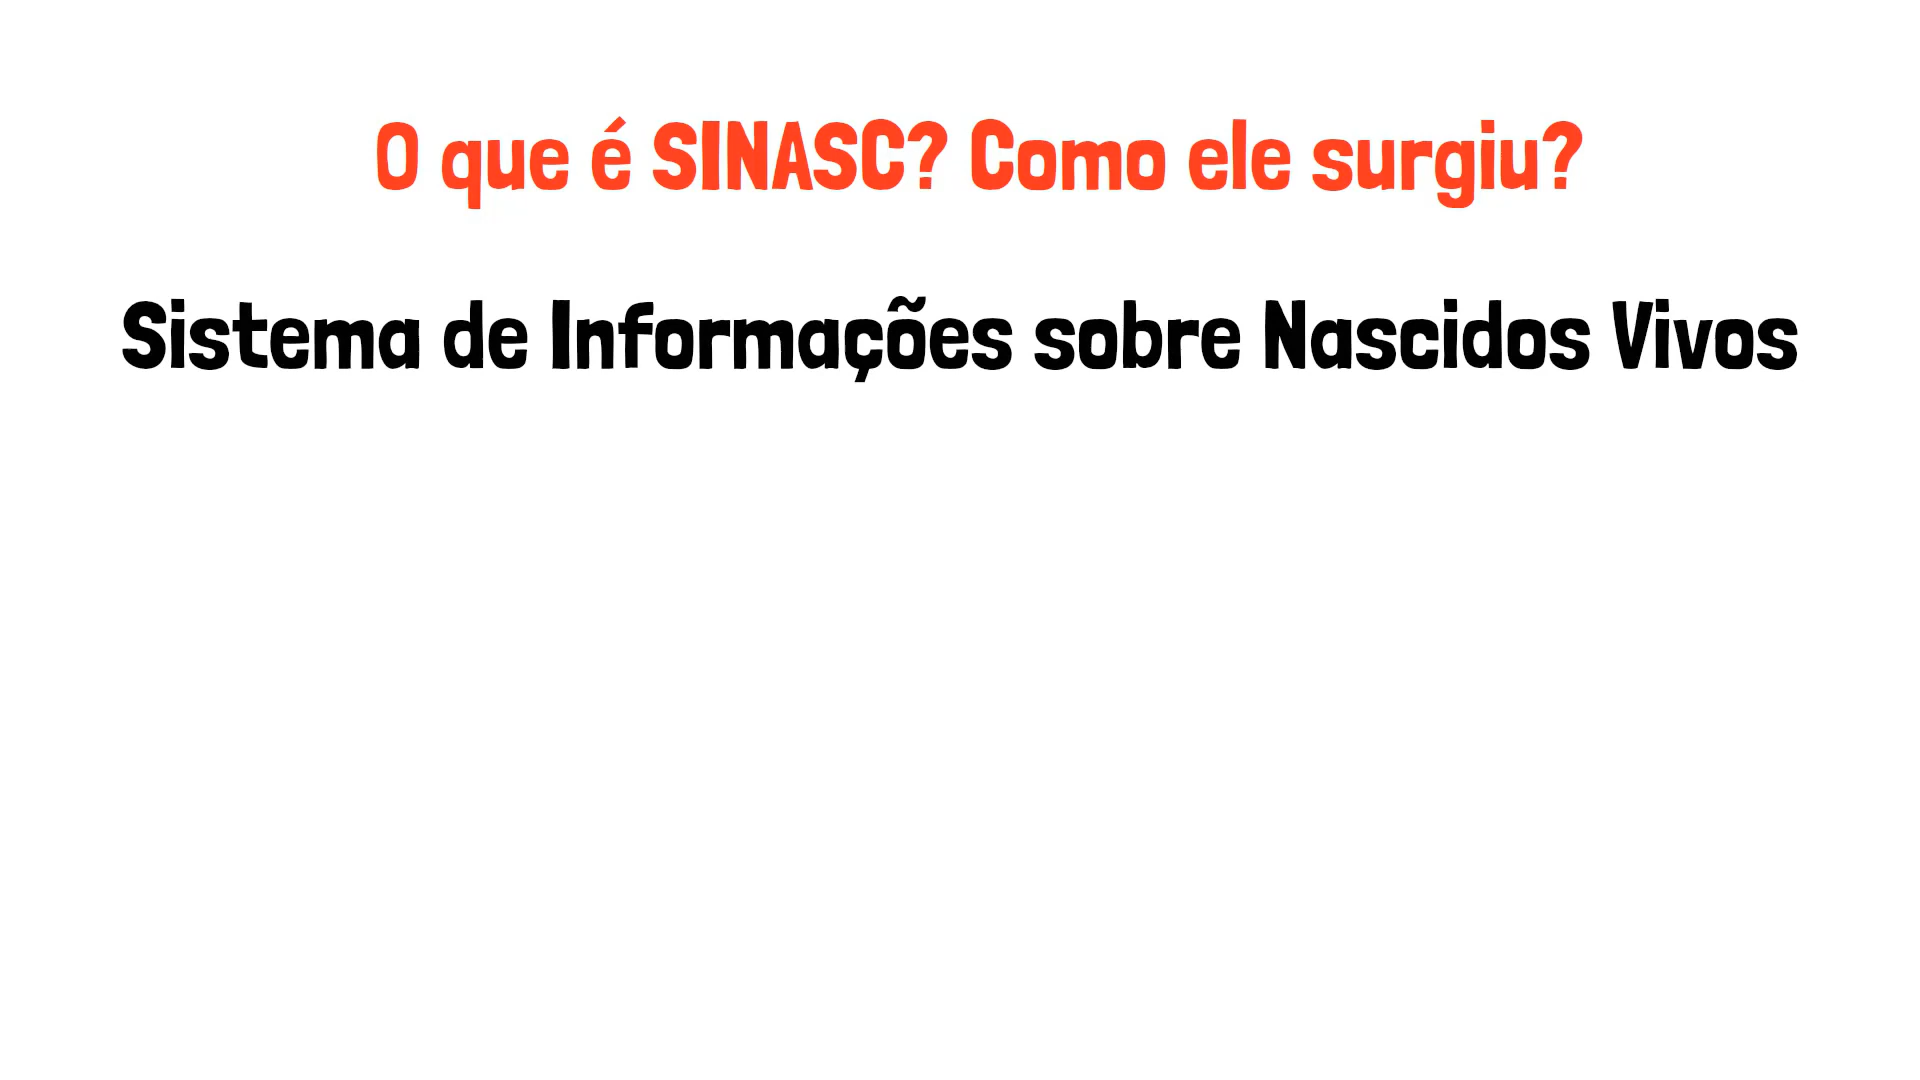 O que é SINASC? Como ele surgiu?
Sistema de Informações sobre Nascidos Vivos